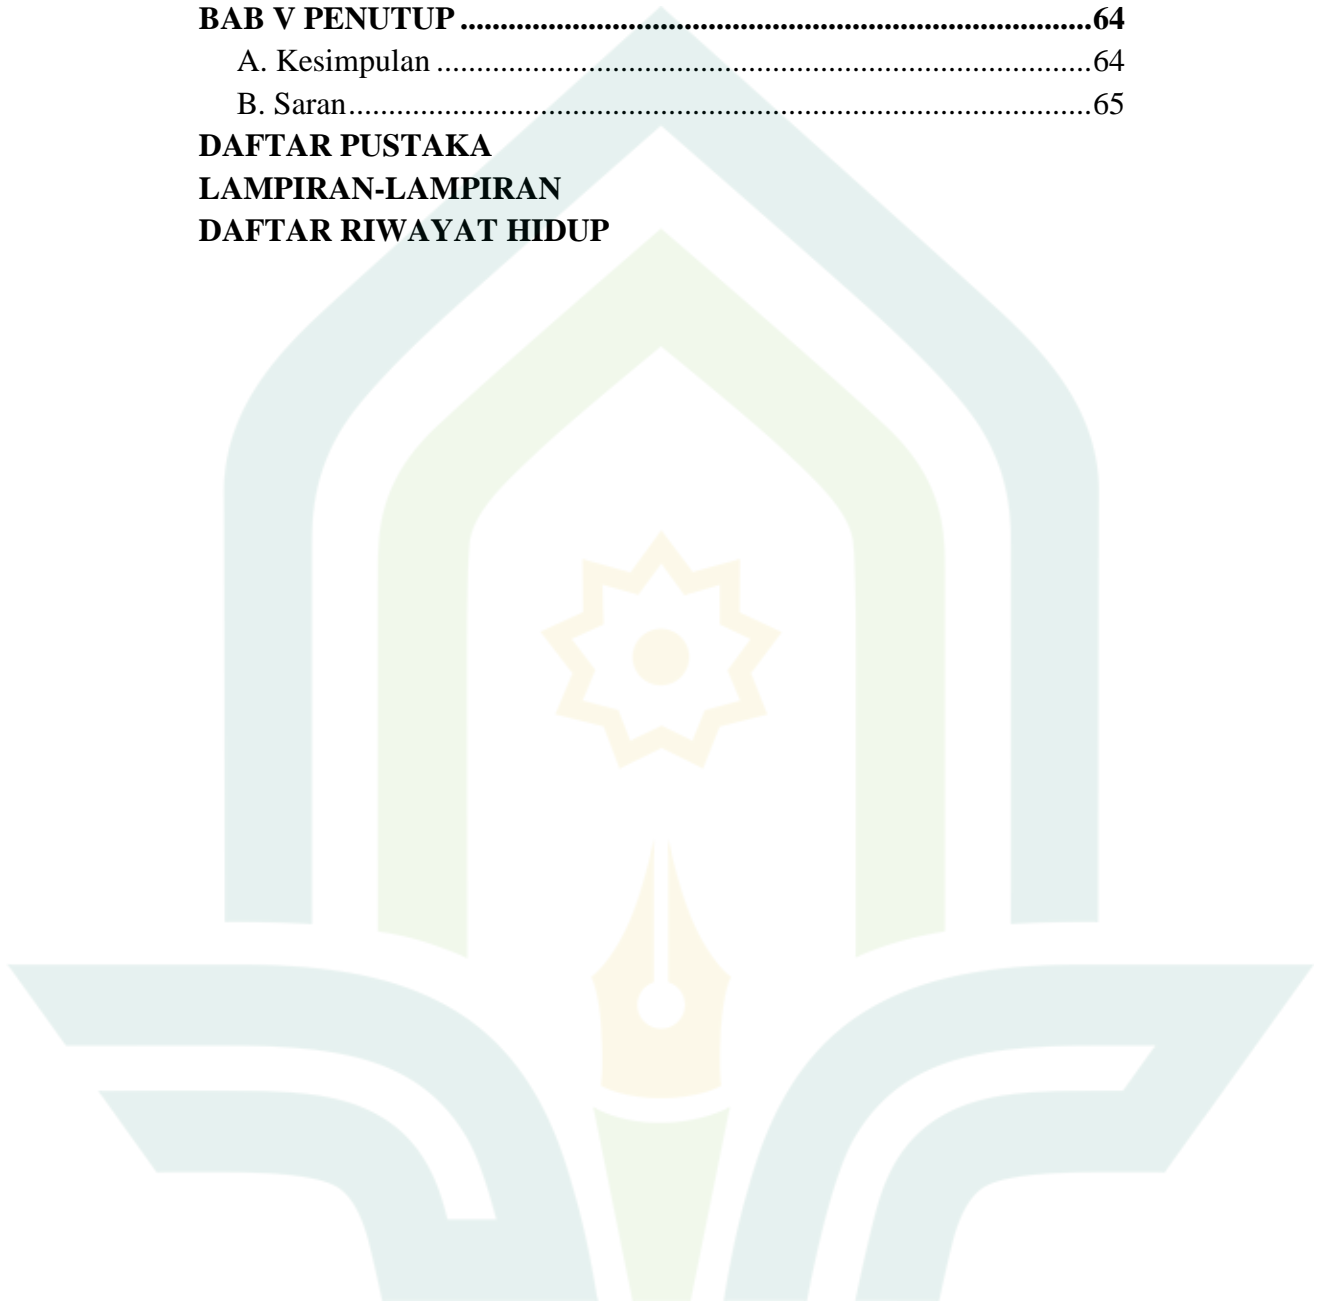 BAB V PENUTUP ................................................................................64
A. Kesimpulan ...................................................................................64
B. Saran..............................................................................................65
DAFTAR PUSTAKA
LAMPIRAN-LAMPIRAN
DAFTAR RIWAYAT HIDUP